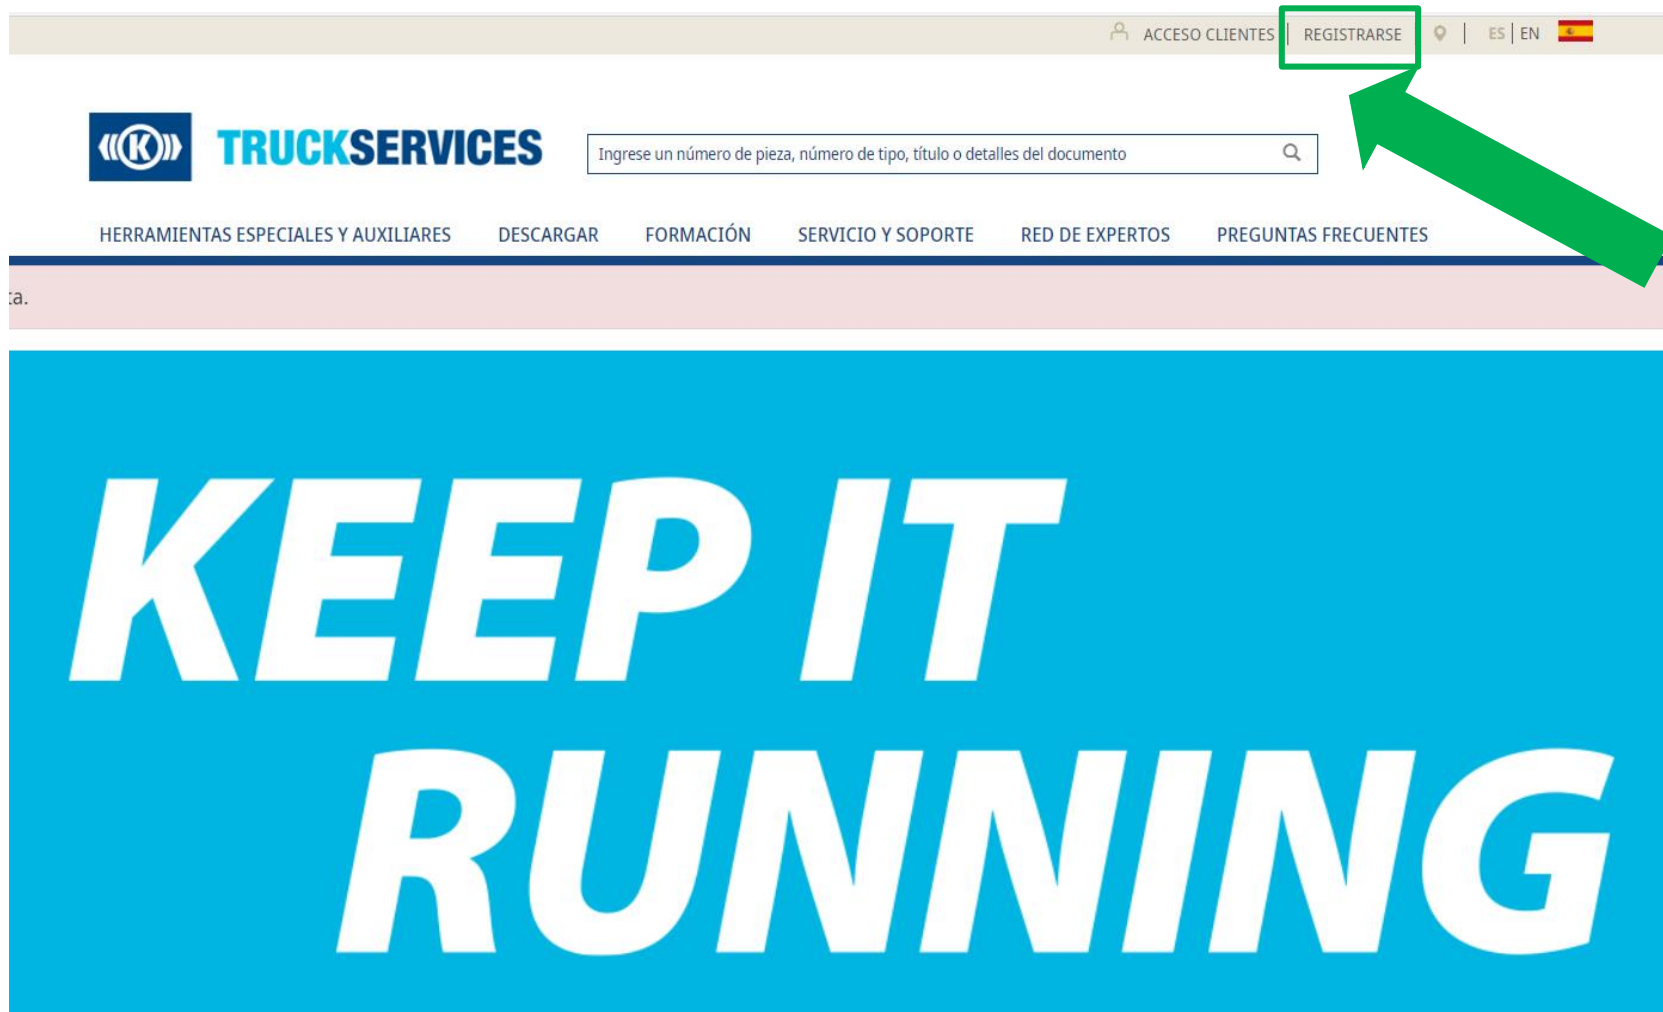 ACCESO CLIENTES | REGISTRARSE | ES | EN
((K)) TRUCKSERVICES
Ingrese un número de pieza, número de tipo, título o detalles del documento
HERRAMIENTAS ESPECIALES Y AUXILIARES DESCARGAR FORMACIÓN SERVICIO Y SOPORTE RED DE EXPERTOS PREGUNTAS FRECUENTES
ta.
KEEP IT
RUNNING